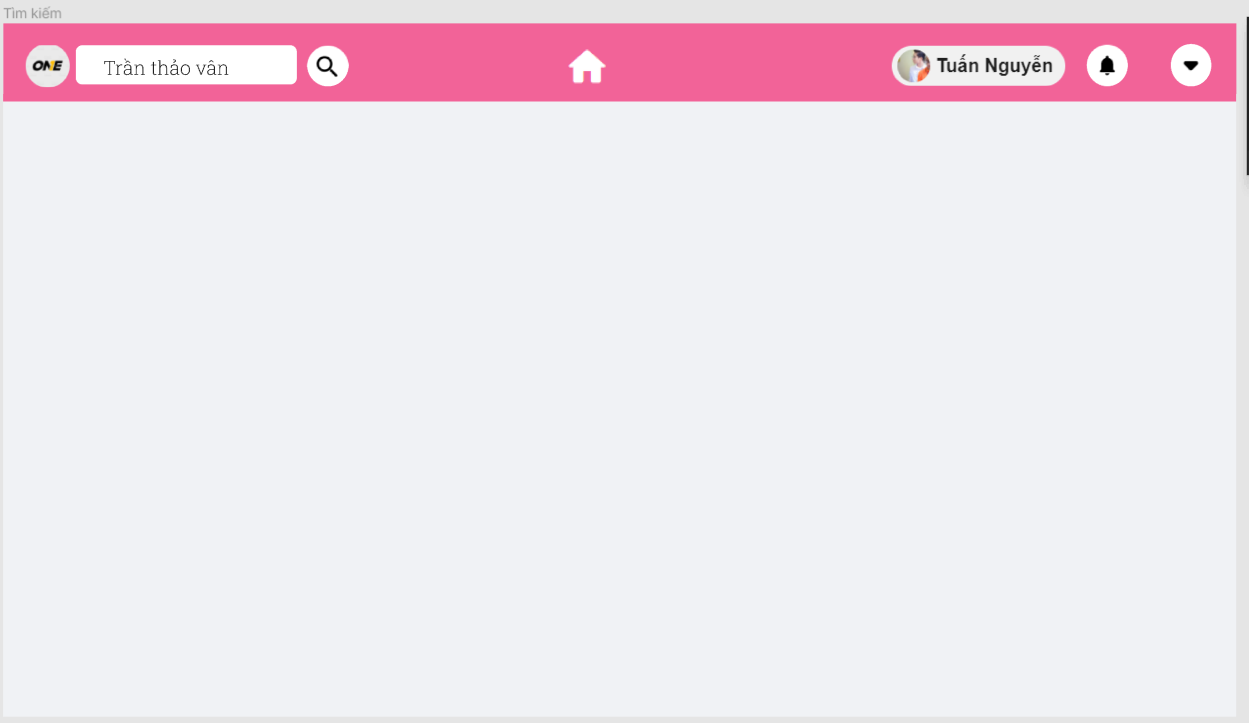 Tìm kiếm
ONE
Trần thảo vân
Tuấn Nguyễn